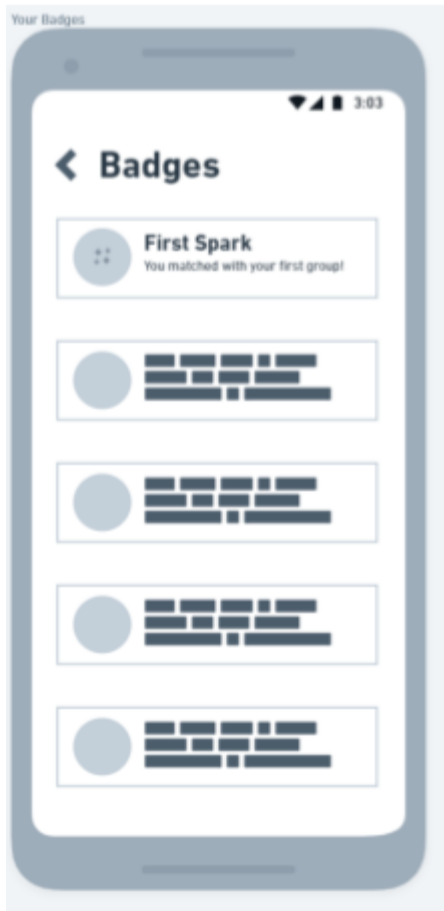 Your Badges
3:03
Badges
First Spark
You matched with your first group!